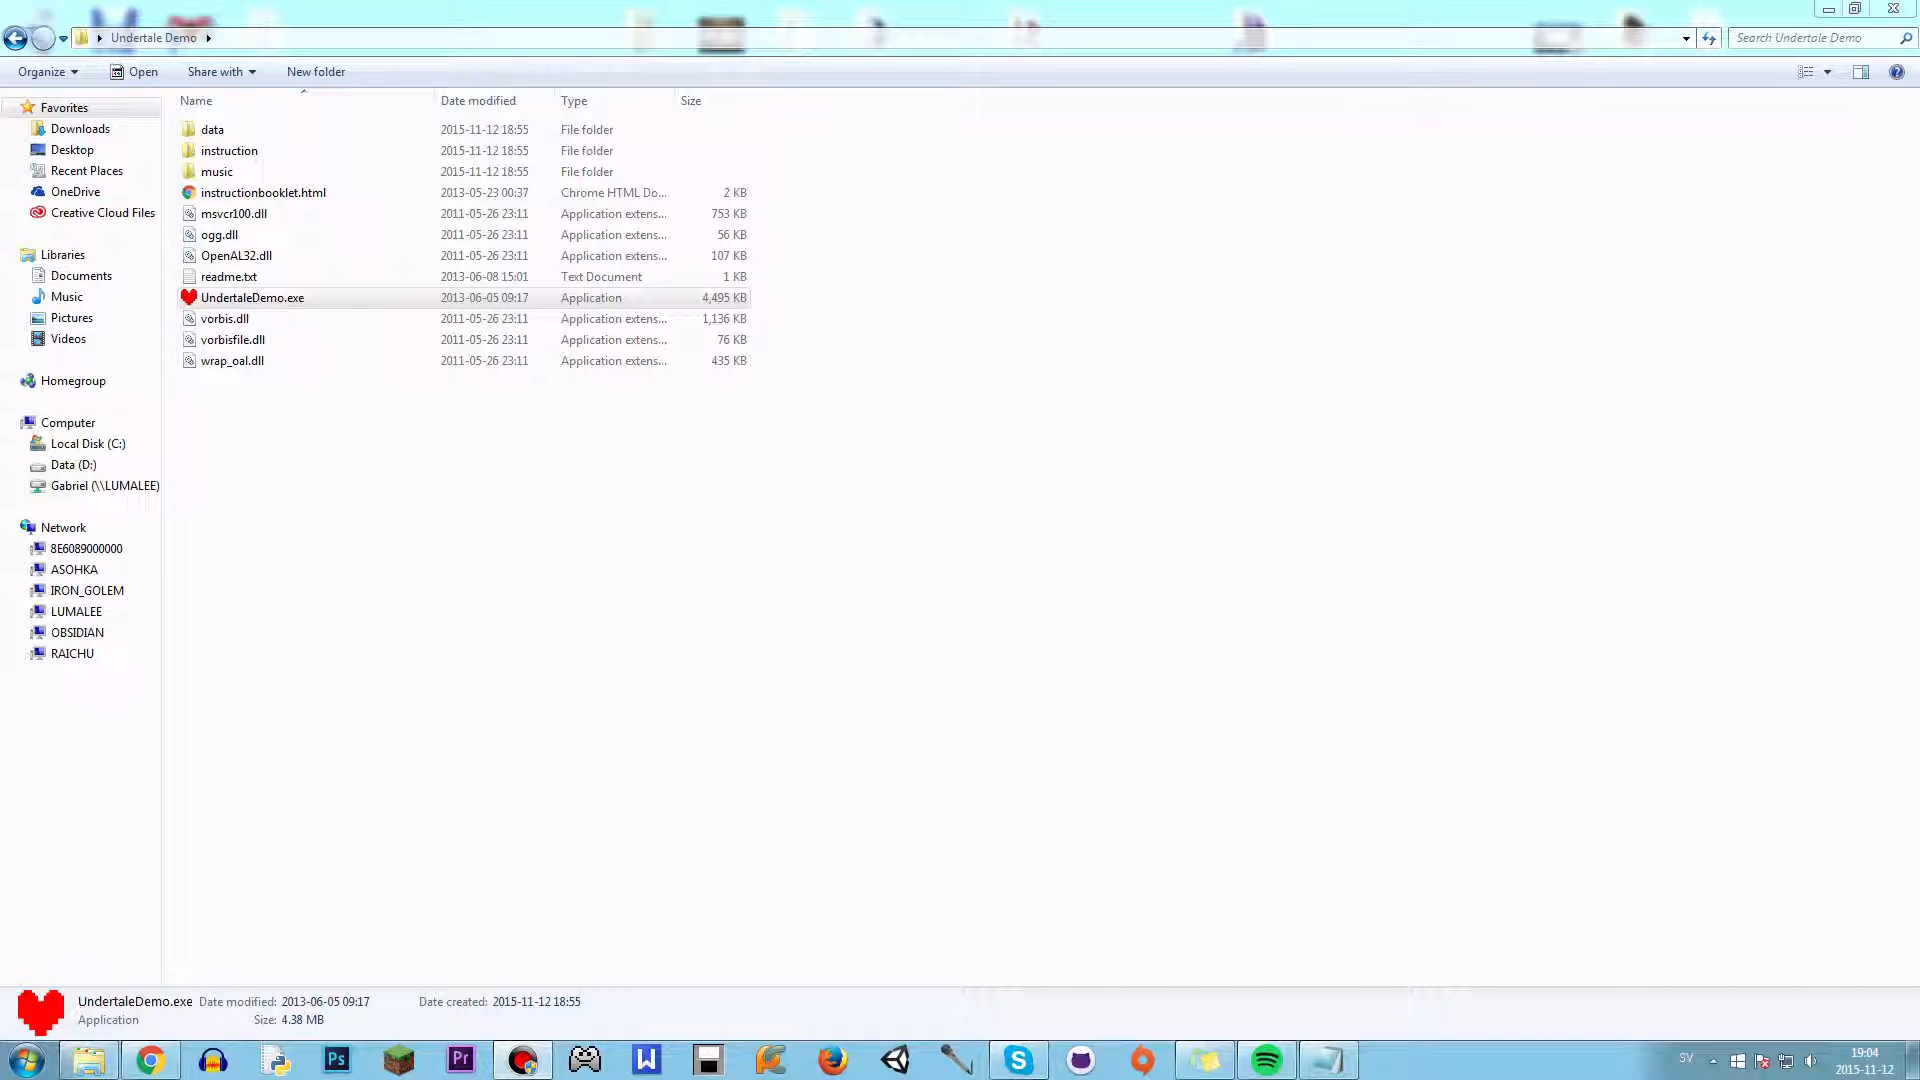 Undertale Demo
Search Undertale Demo
Organize Open Share with New folder
Name Date modified Type Size
Favorites
Downloads
Desktop
Recent Places
OneDrive
Creative Cloud Files
Libraries
Documents
Music
Pictures
Videos
Homegroup
Computer
Local Disk (C:)
Data (D:)
Gabriel (\\LUMALEE)
Network
8E6089000000
ASOHKA
IRON_GOLEM
LUMALEE
OBSIDIAN
RAICHU
data 2015-11-12 18:55 File folder
instruction 2015-11-12 18:55 File folder
music 2015-11-12 18:55 File folder
instructionbooklet.html 2013-05-23 00:37 Chrome HTML Do... 2 KB
msvcr100.dll 2011-05-26 23:11 Application extens... 753 KB
ogg.dll 2011-05-26 23:11 Application extens... 56 KB
OpenAL32.dll 2011-05-26 23:11 Application extens... 107 KB
readme.txt 2013-06-08 15:01 Text Document 1 KB
UndertaleDemo.exe 2013-06-05 09:17 Application 4,495 KB
vorbis.dll 2011-05-26 23:11 Application extens... 1,136 KB
vorbisfile.dll 2011-05-26 23:11 Application extens... 76 KB
wrap_oal.dll 2011-05-26 23:11 Application extens... 435 KB
UndertaleDemo.exe Date modified: 2013-06-05 09:17 Date created: 2015-11-12 18:55
Application Size: 4.38 MB
Ps
Pr
W
SV
19:04
2015-11-12